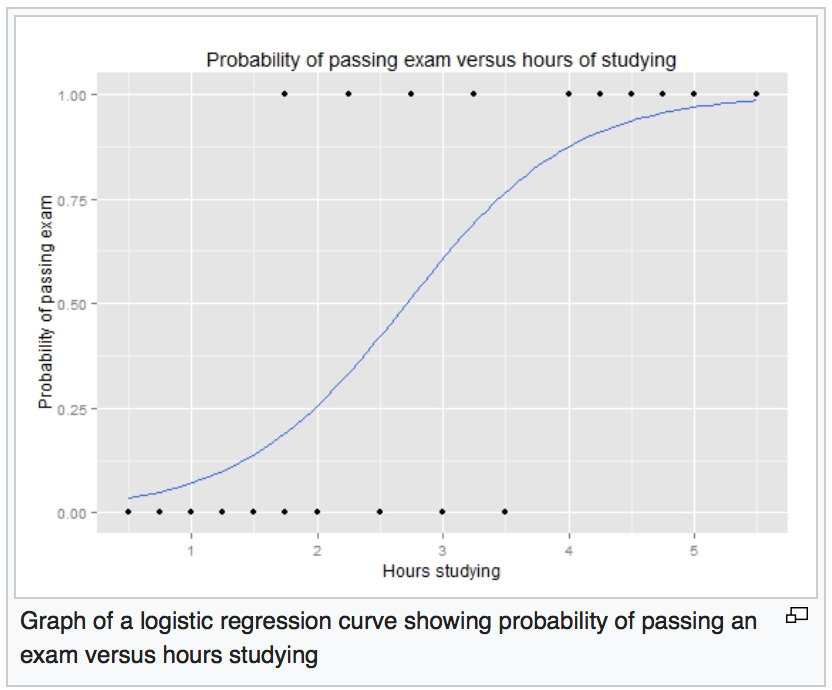 Probability of passing exam versus hours of studying
Probability of passing exam
1.00
0.75
0.50
0.25
0.00
1 2 3 4 5
Hours studying
Graph of a logistic regression curve showing probability of passing an
exam versus hours studying